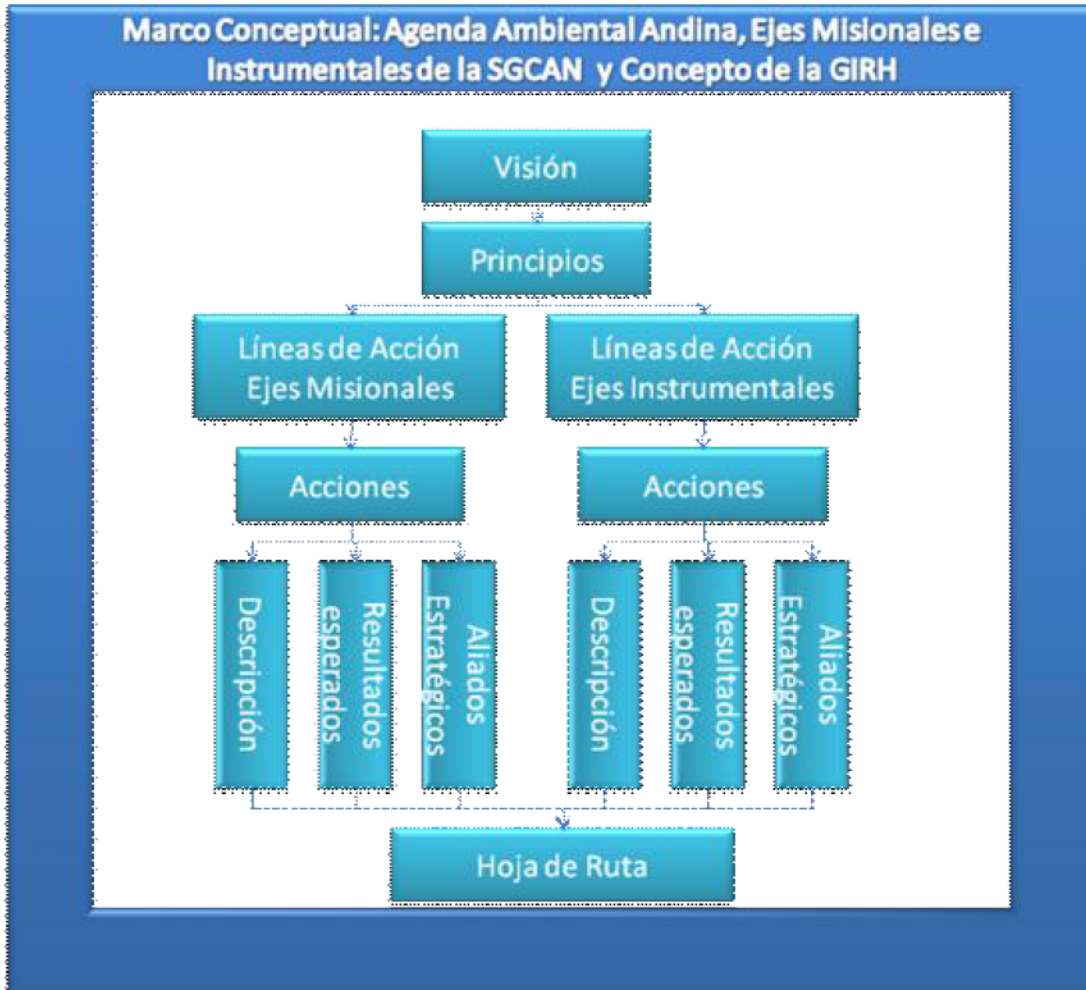 Marco Conceptual: Agenda Ambiental Andina, Ejes Misionales e
Instrumentales de la SGCAN y Concepto de la GIRH
Visión
Principios
Líneas de Acción
Ejes Misionales
Líneas de Acción
Ejes Instrumentales
Acciones
Acciones
Descripción
Resultados
esperados
Aliados
Estratégicos
Descripción
Resultados
esperados
Aliados
Estratégicos
Hoja de Ruta